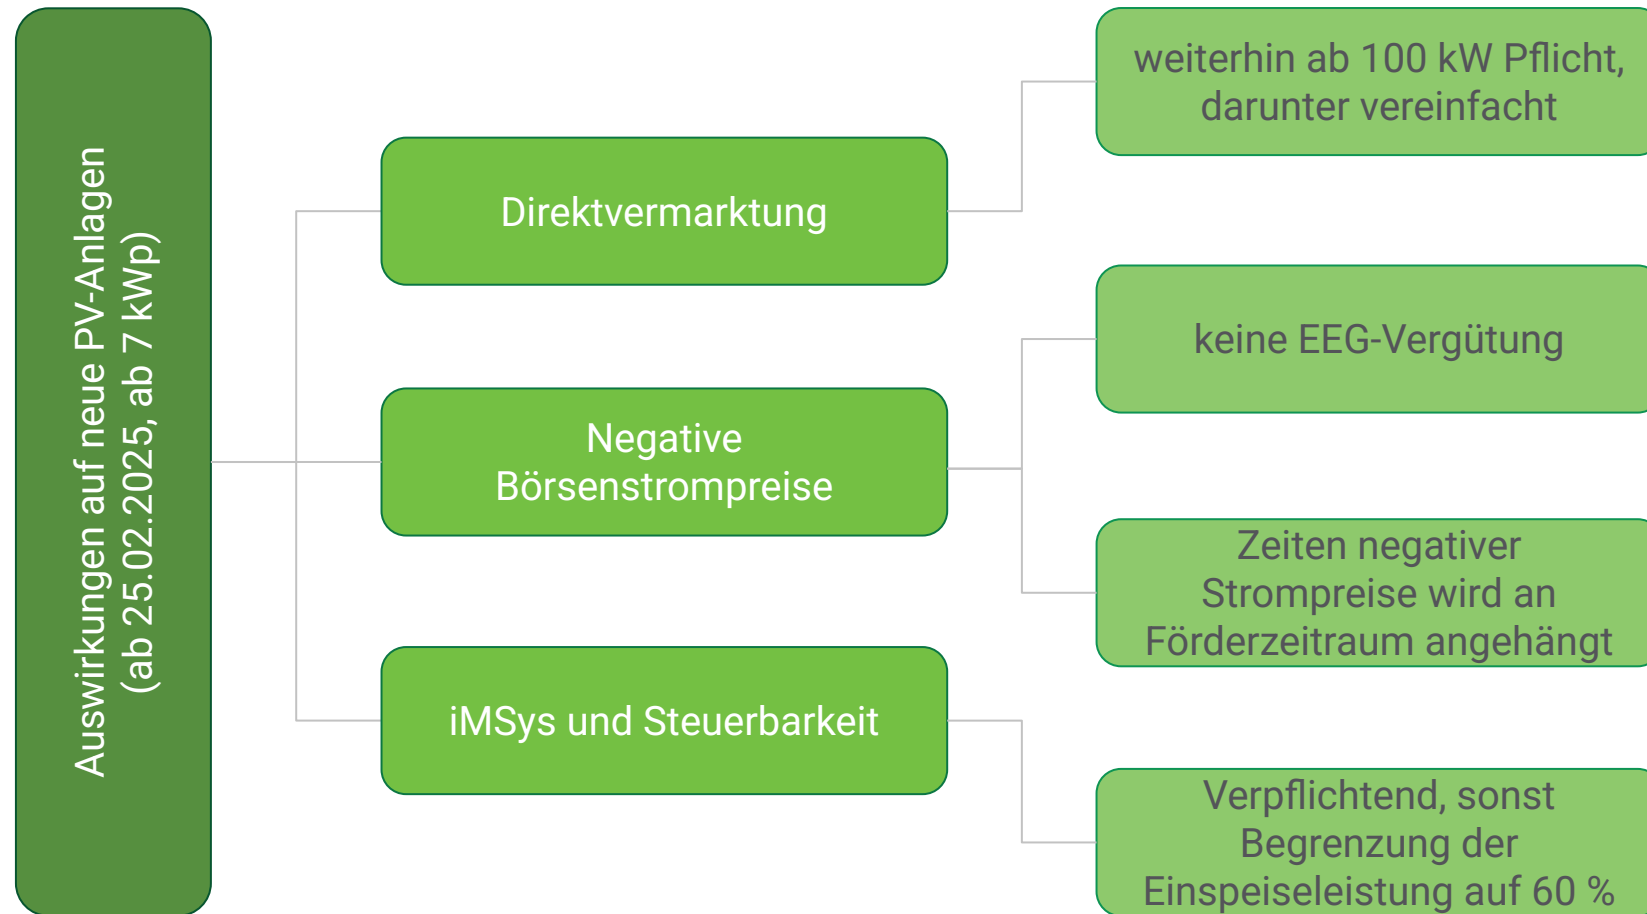 Auswirkungen auf neue PV-Anlagen
(ab 25.02.2025, ab 7 kWp)
Direktvermarktung
weiterhin ab 100 kW Pflicht,
darunter vereinfacht
Negative
Börsenstrompreise
keine EEG-Vergütung
Zeiten negativer
Strompreise wird an
Förderzeitraum angehängt
iMSys und Steuerbarkeit
Verpflichtend, sonst
Begrenzung der
Einspeiseleistung auf 60 %